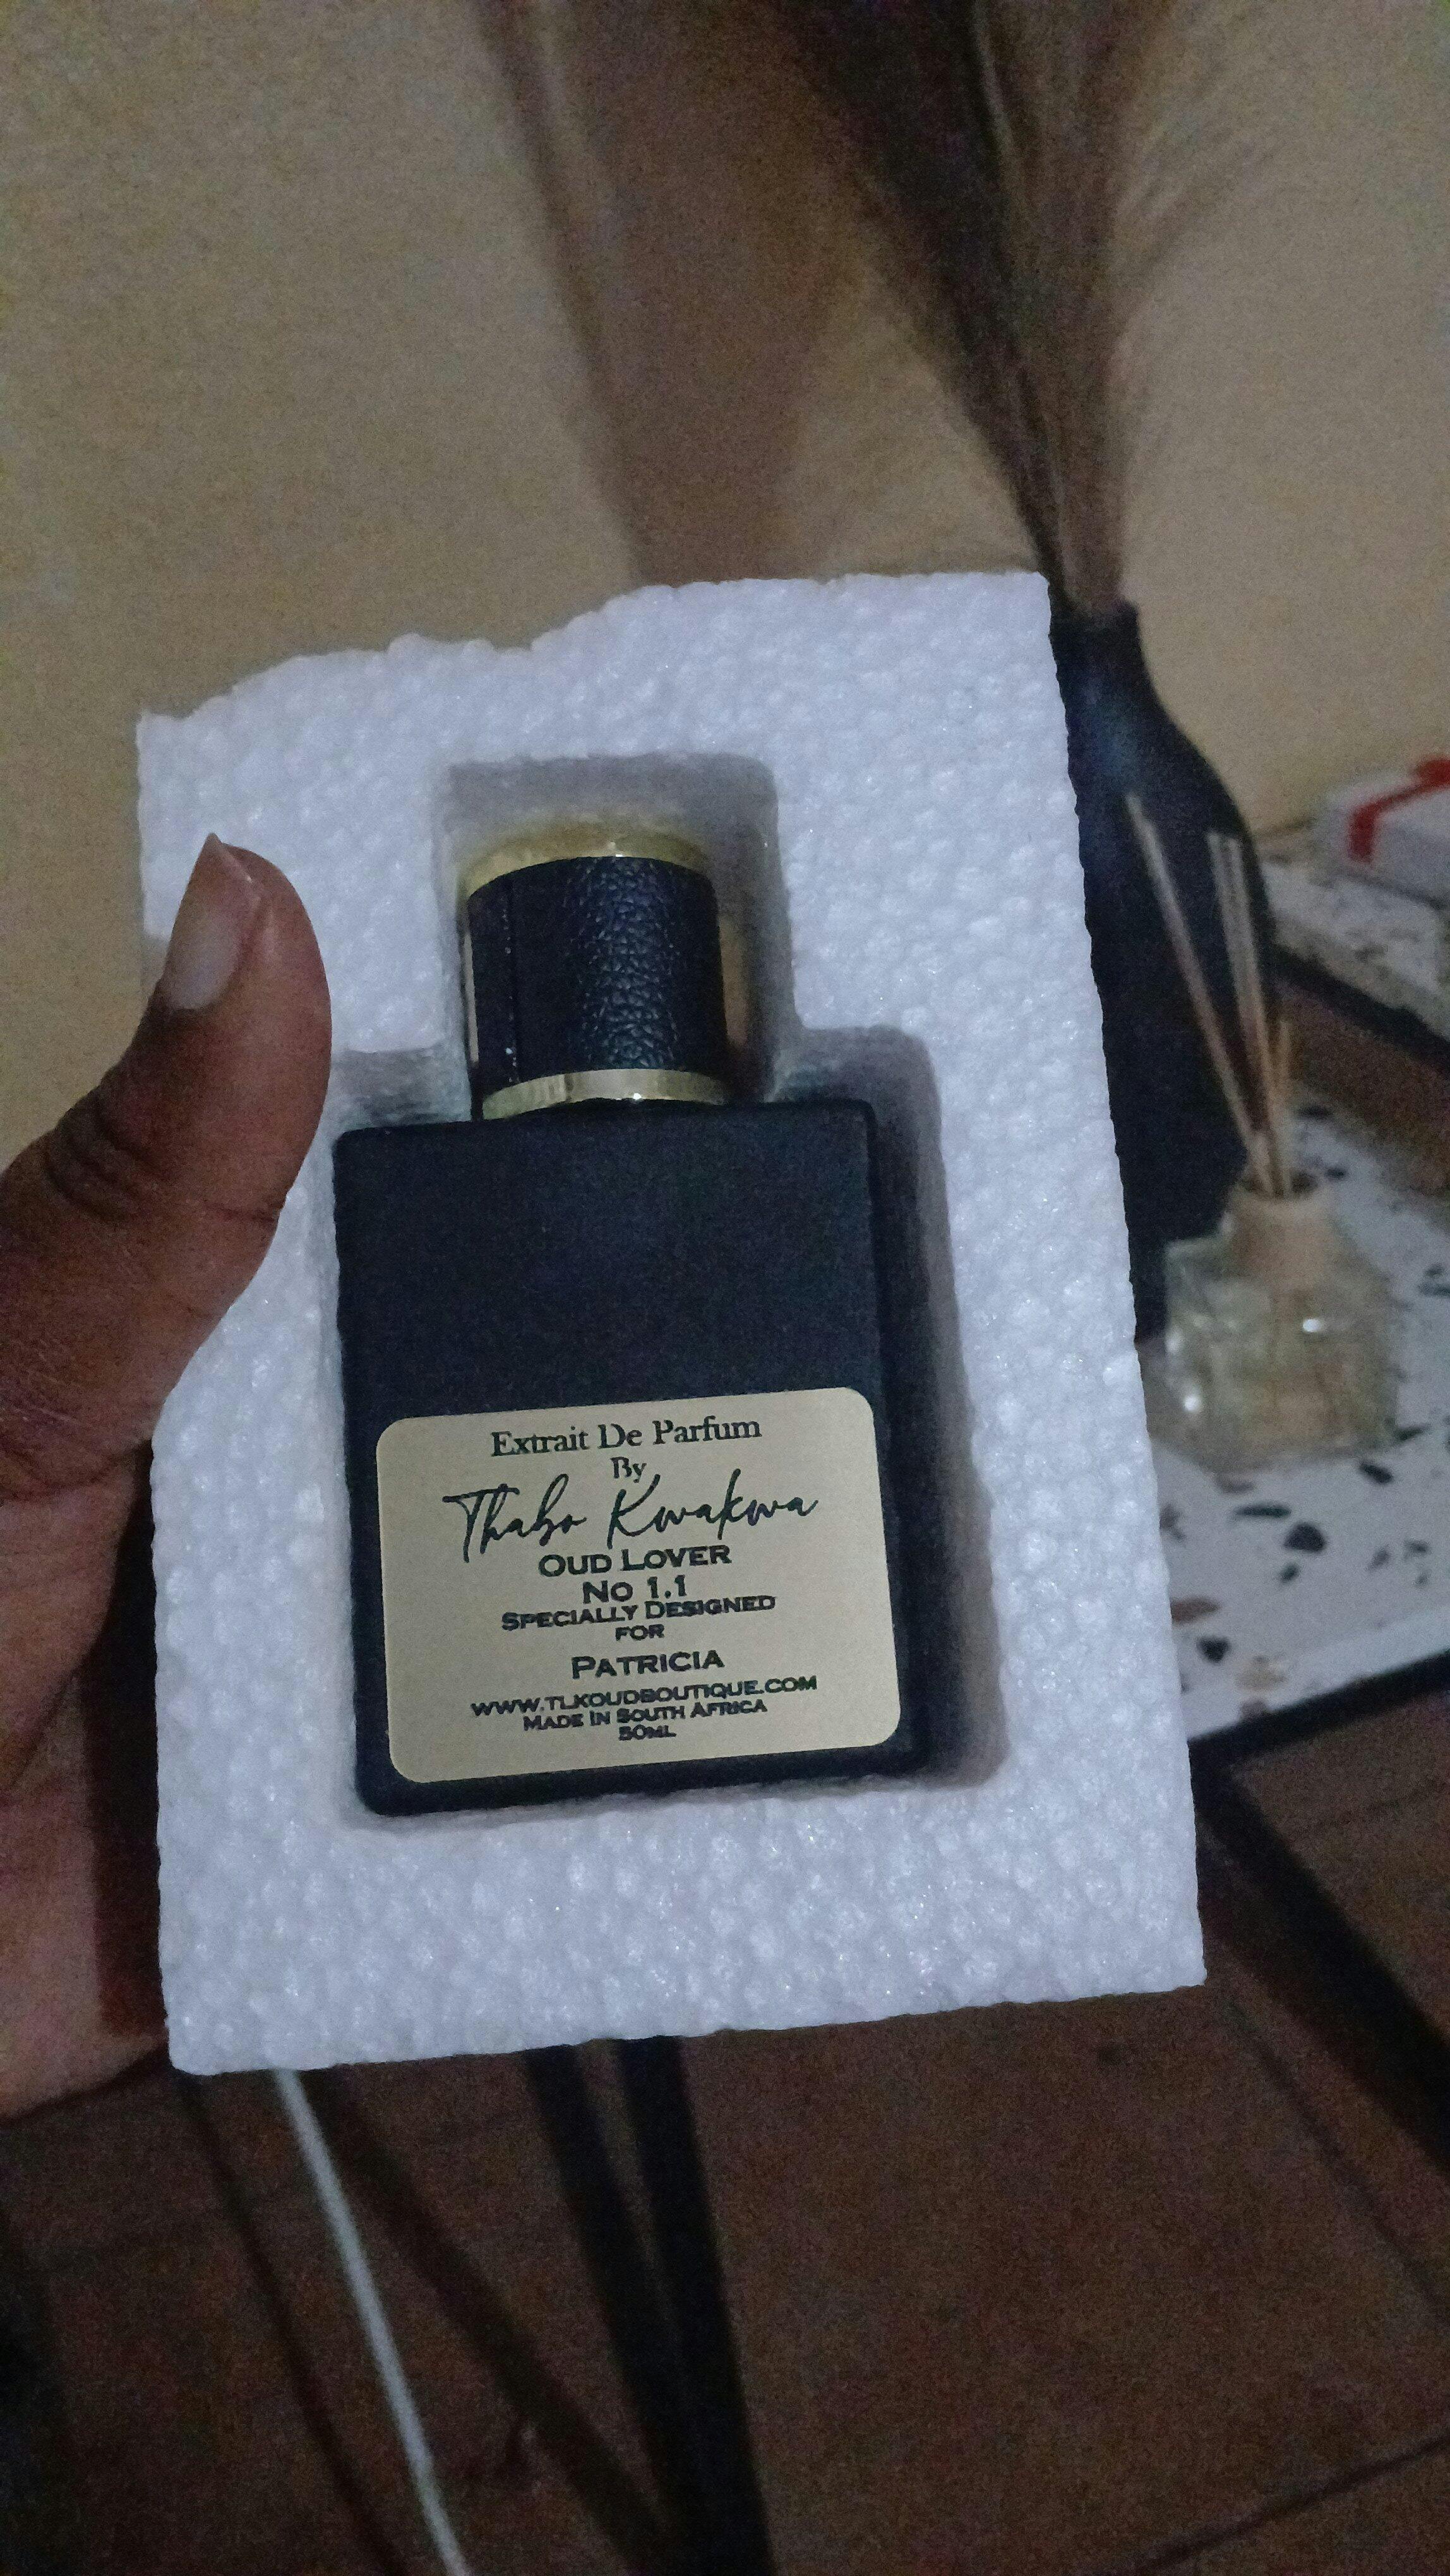 Extrait De Parfum
By
Thabo Kwakwa
OUD LOVER
NO 1.1
SPECIALLY DESIGNED
FOR
PATRICIA
WWW.TLKOUDBOUTIQUE.COM
MADE IN SOUTH AFRICA
50ML